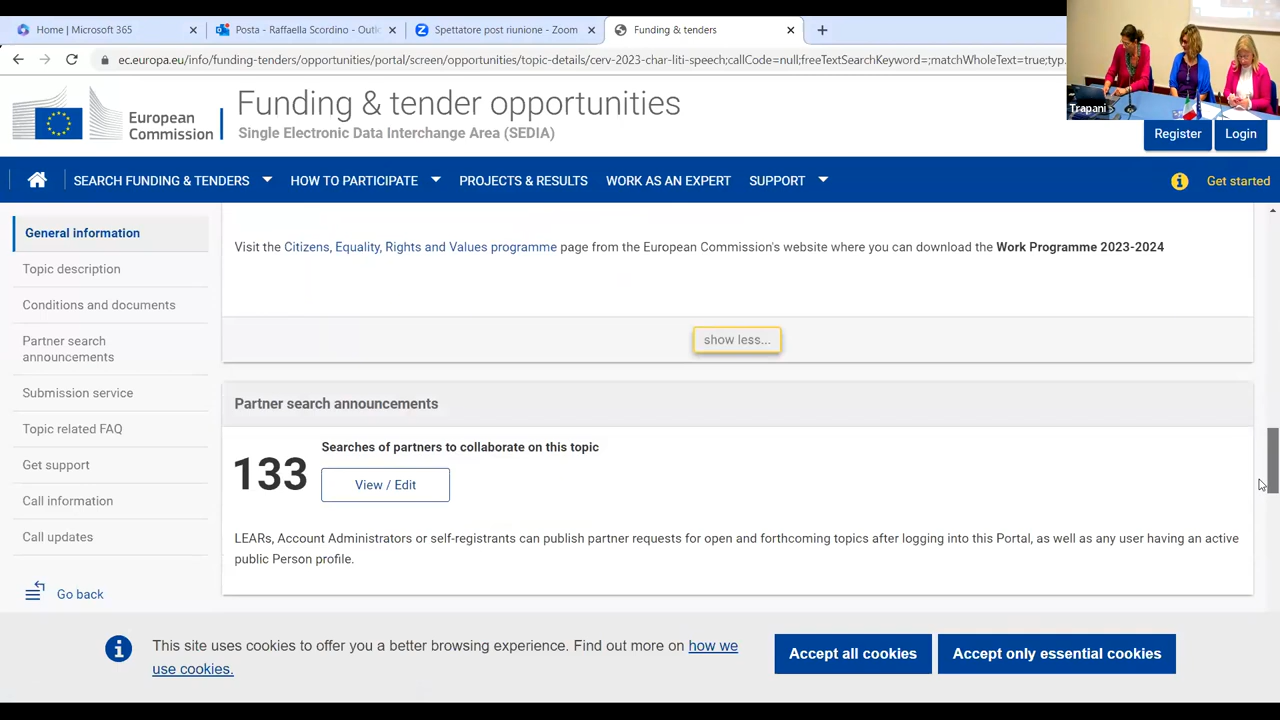 Home | Microsoft 365
Posta - Raffaella Scordino - Outlo
Spettatore post riunione - Zoom
Funding & tenders
ec.europa.eu/info/funding-tenders/opportunities/portal/screen/opportunities/topic-details/cerv-2023-char-liti-speech;callCode=null;freeTextSearchKeyword=;matchWholeText=true;typ...
Trapani
European
Commission
Funding & tender opportunities
Single Electronic Data Interchange Area (SEDIA)
Register
Login
SEARCH FUNDING & TENDERS
HOW TO PARTICIPATE
PROJECTS & RESULTS
WORK AS AN EXPERT
SUPPORT
Get started
General information
Topic description
Conditions and documents
Partner search
announcements
Submission service
Topic related FAQ
Get support
Call information
Call updates
Go back
Visit the Citizens, Equality, Rights and Values programme page from the European Commission's website where you can download the Work Programme 2023-2024
show less...
Partner search announcements
133
Searches of partners to collaborate on this topic
View / Edit
LEARs, Account Administrators or self-registrants can publish partner requests for open and forthcoming topics after logging into this Portal, as well as any user having an active
public Person profile.
This site uses cookies to offer you a better browsing experience. Find out more on how we
use cookies.
Accept all cookies
Accept only essential cookies